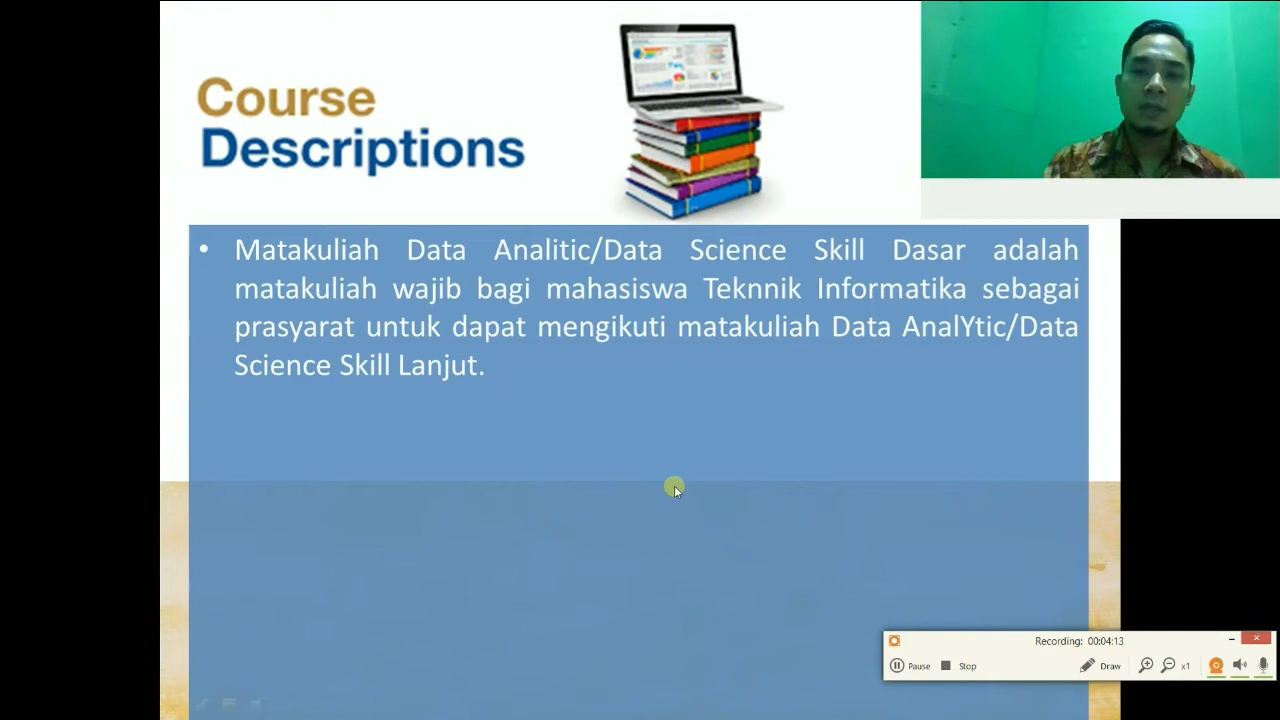 Course
Descriptions
• Matakuliah Data Analitic/Data Science Skill Dasar adalah
matakuliah wajib bagi mahasiswa Teknnik Informatika sebagai
prasyarat untuk dapat mengikuti matakuliah Data AnalYtic/Data
Science Skill Lanjut.
Recording: 00:04:13
Pause Stop Draw x1